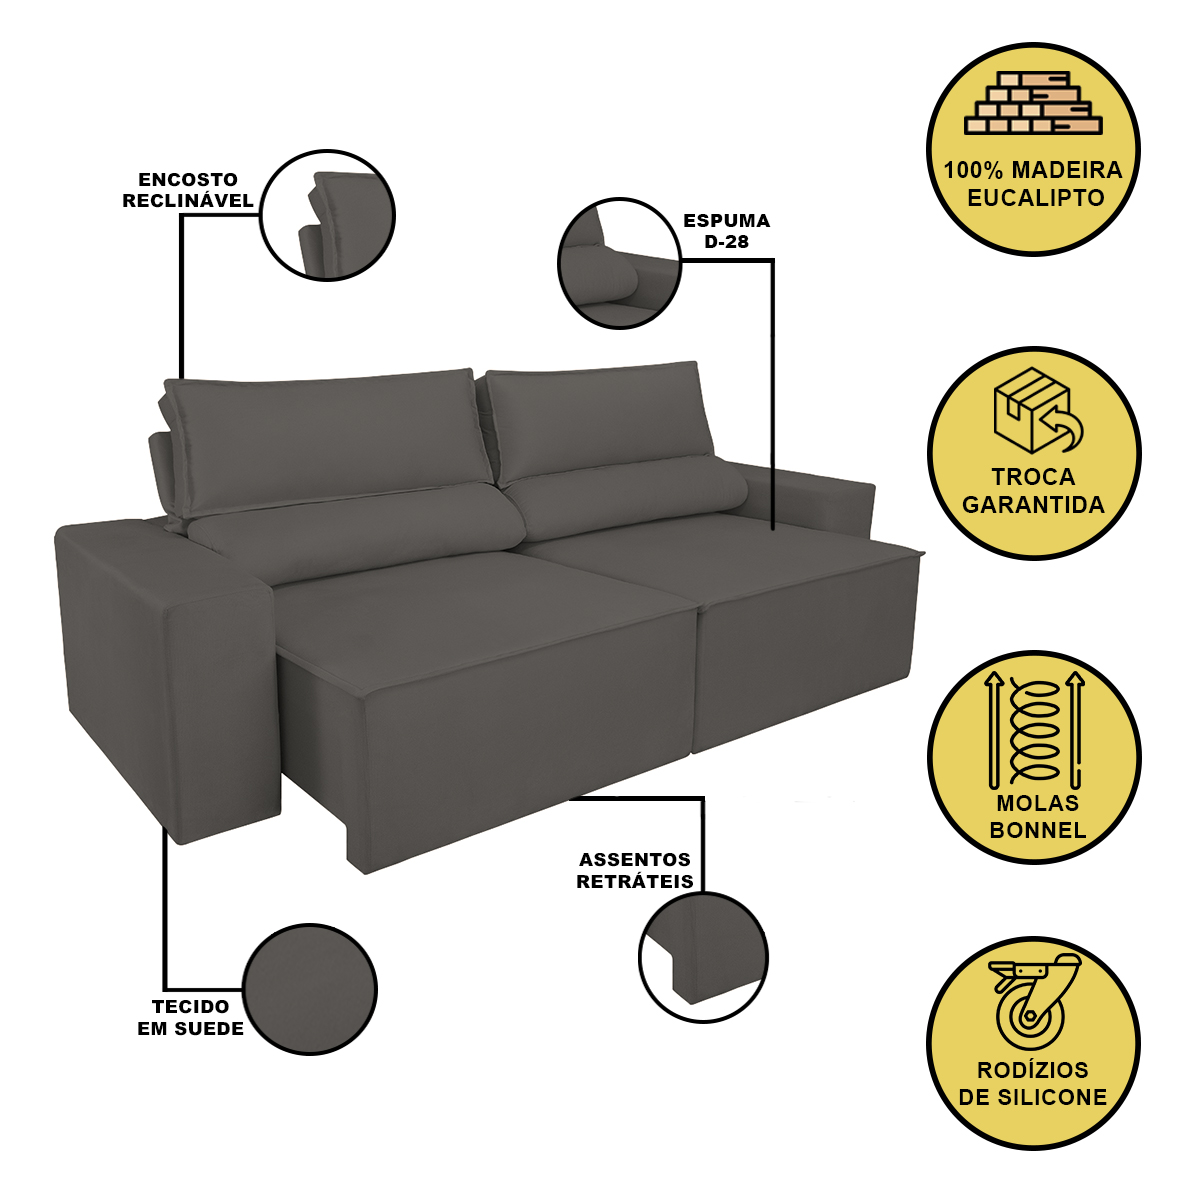 ENCOSTO
RECLINÁVEL
ESPUMA
D-28
100% MADEIRA
EUCALIPTO
TROCA
GARANTIDA
MOLAS
BONNEL
ASSENTOS
RETRÁTEIS
TECIDO
EM SUEDE
RODÍZIOS
DE SILICONE